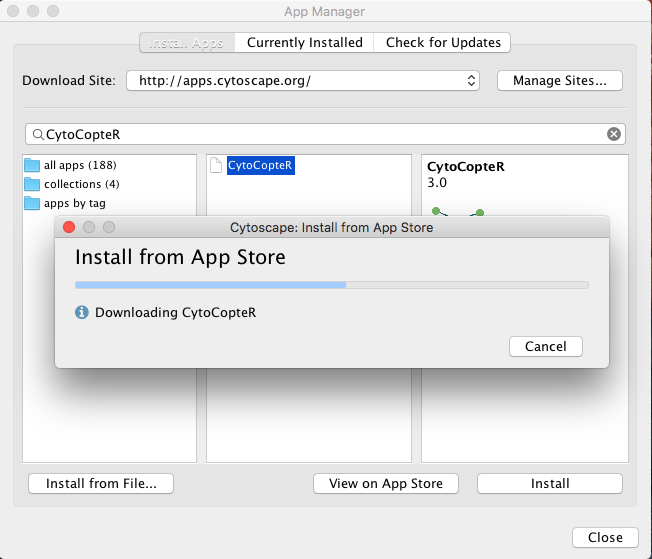 App Manager
Install Apps Currently Installed Check for Updates
Download Site: http://apps.cytoscape.org/ Manage Sites...
CytoCopteR
all apps (188)
collections (4)
apps by tag
CytoCopteR
CytoCopteR
3.0
Cytoscape: Install from App Store
Install from App Store
Downloading CytoCopteR
Cancel
Install from File... View on App Store Install
Close